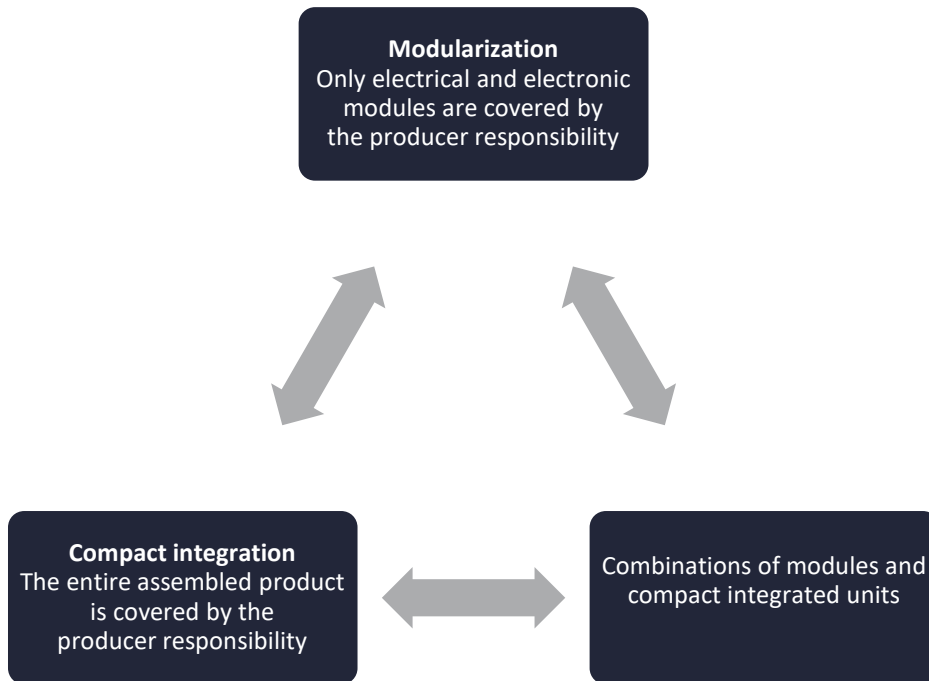 Modularization
Only electrical and electronic
modules are covered by
the producer responsibility
Compact integration
The entire assembled product
is covered by the
producer responsibility
Combinations of modules and
compact integrated units